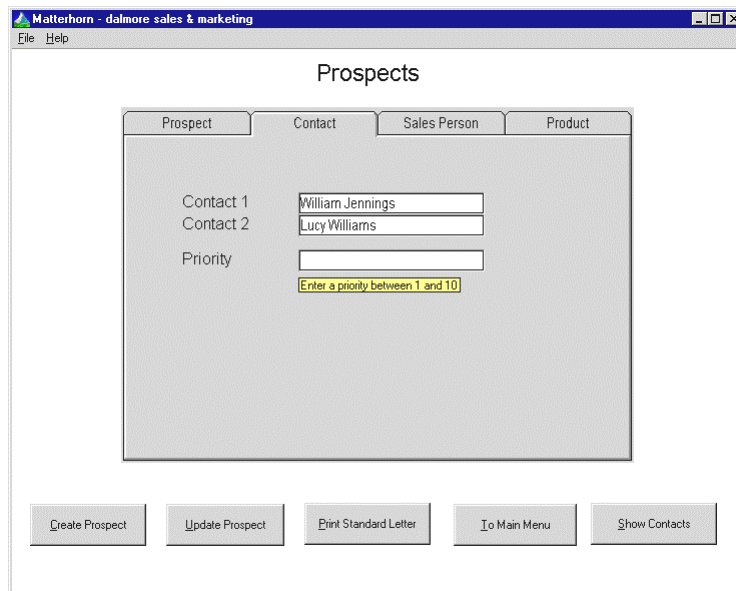 Matterhorn - dalmore sales & marketing
File Help
Prospects
Prospect Contact Sales Person Product
Contact 1 William Jennings
Contact 2 Lucy Williams
Priority
Enter a priority between 1 and 10
Create Prospect Update Prospect Print Standard Letter To Main Menu Show Contacts